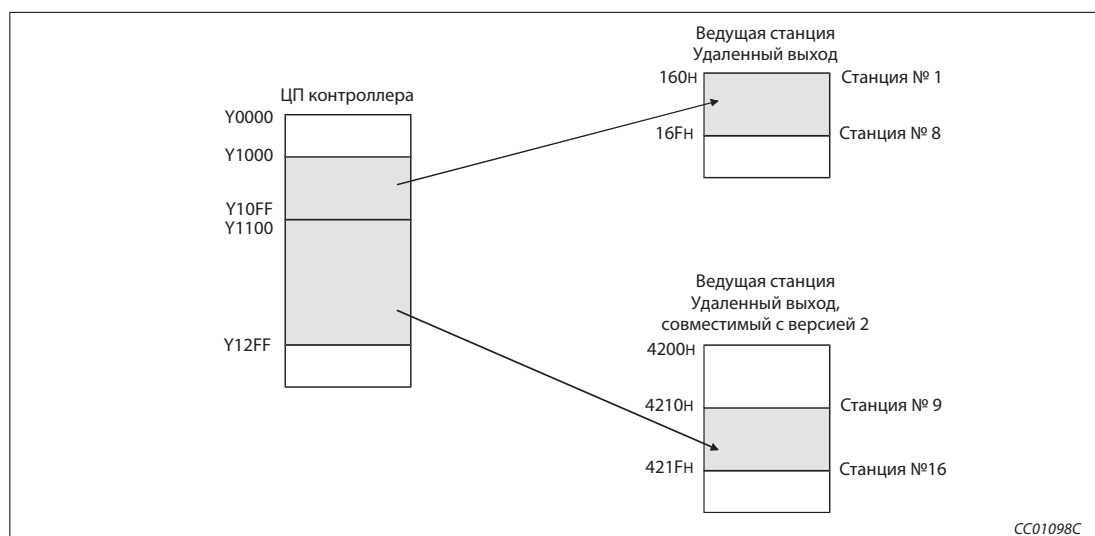 ЦП контроллера
Y0000
Y1000
Y10FF
Y1100
Y12FF
Ведущая станция
Удаленный выход
160H
Станция № 1
16FH
Станция № 8
Ведущая станция
Удаленный выход,
совместимый с версией 2
4200H
4210H
Станция № 9
421FH
Станция №16
CC01098C